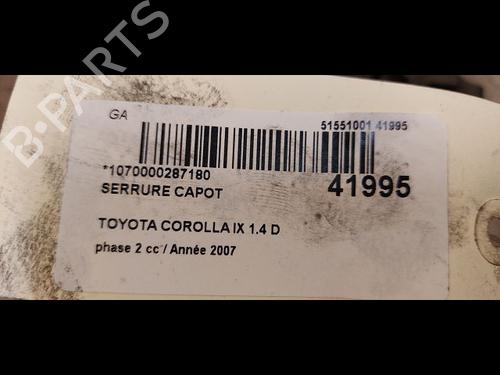 B-PARTS
GA
51551001 41995
*1070000287180
SERRURE CAPOT
41995
TOYOTA COROLLA IX 1.4 D
phase 2 cc / Année 2007